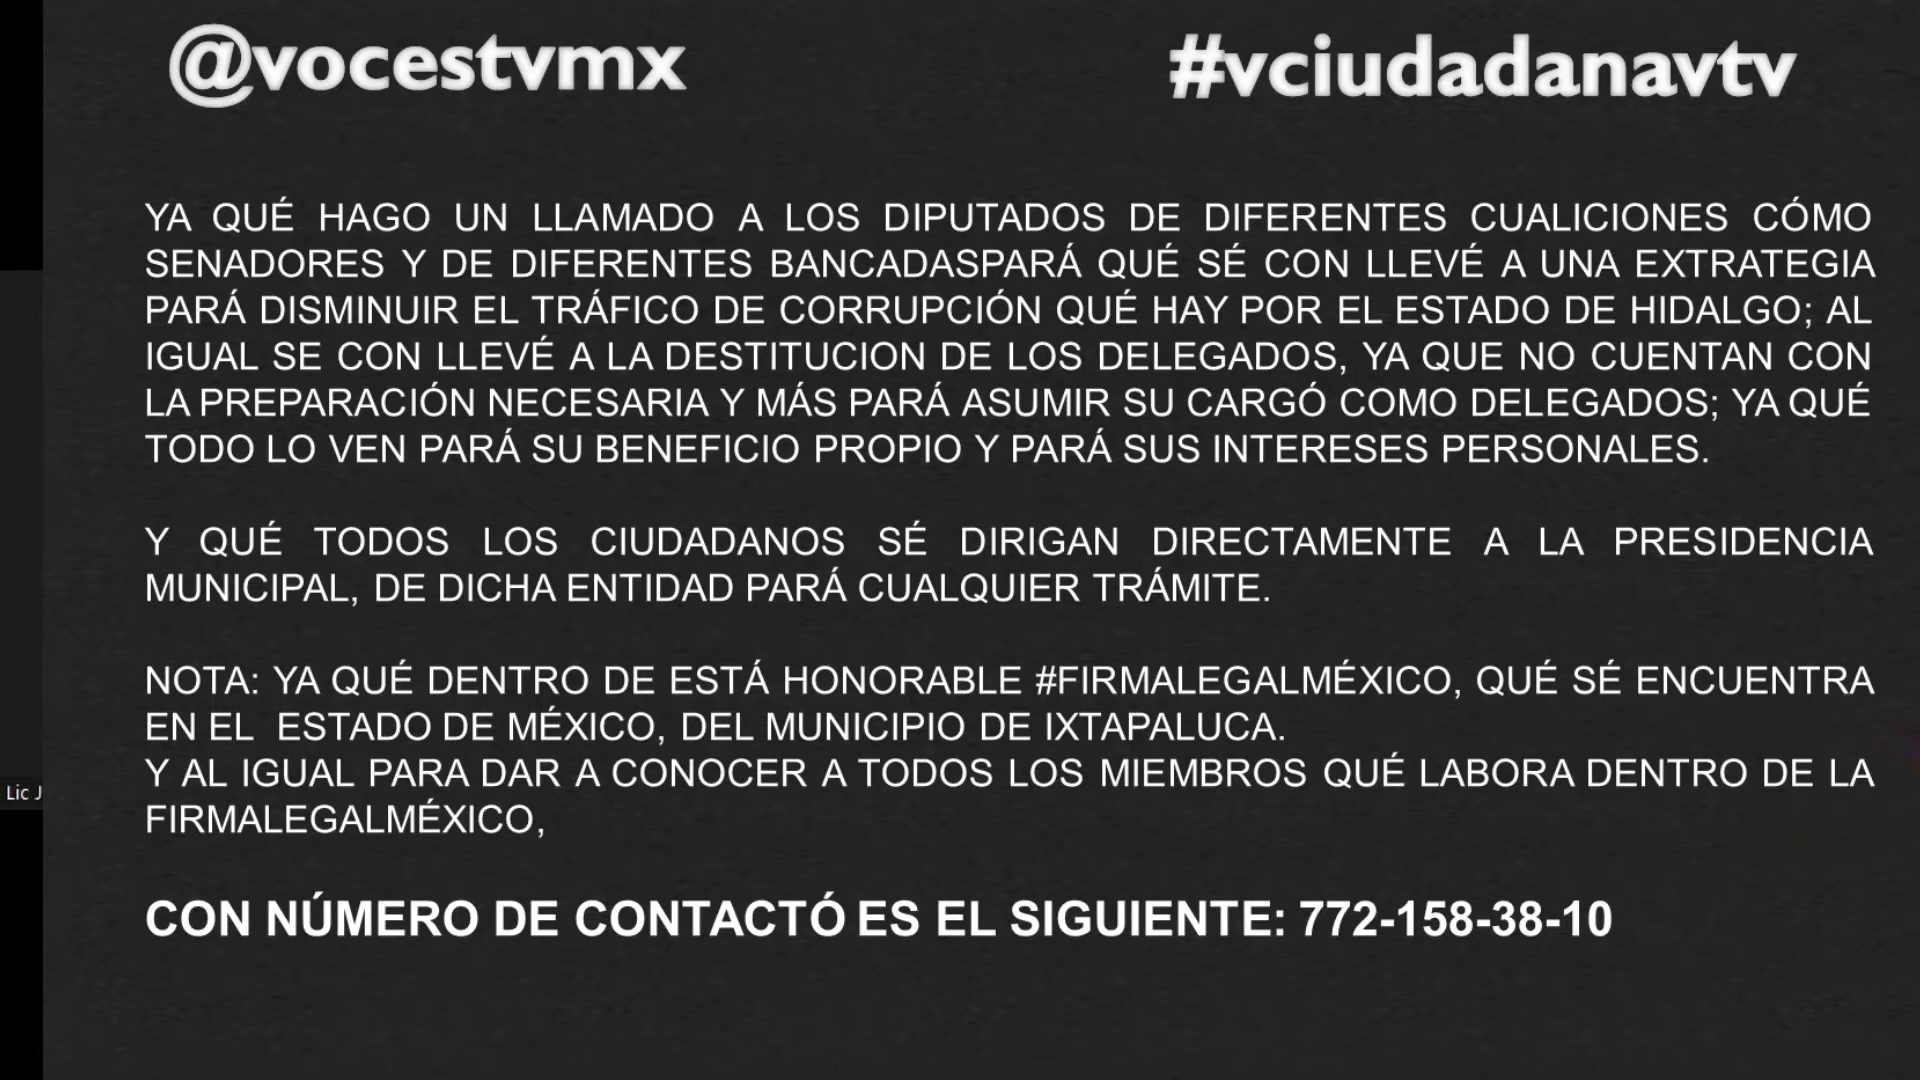 @vocestvmx #vciudadanavtv
YA QUÉ HAGO UN LLAMADO A LOS DIPUTADOS DE DIFERENTES CUALICIONES CÓMO
SENADORES Y DE DIFERENTES BANCADASPARÁ QUÉ SÉ CON LLEVÉ A UNA EXTRATEGIA
PARÁ DISMINUIR EL TRÁFICO DE CORRUPCIÓN QUÉ HAY POR EL ESTADO DE HIDALGO; AL
IGUAL SE CON LLEVÉ A LA DESTITUCION DE LOS DELEGADOS, YA QUE NO CUENTAN CON
LA PREPARACIÓN NECESARIA Y MÁS PARÁ ASUMIR SU CARGÓ COMO DELEGADOS; YA QUÉ
TODO LO VEN PARÁ SU BENEFICIO PROPIO Y PARÁ SUS INTERESES PERSONALES.
Y QUÉ TODOS LOS CIUDADANOS SÉ DIRIGAN DIRECTAMENTE A LA PRESIDENCIA
MUNICIPAL, DE DICHA ENTIDAD PARÁ CUALQUIER TRÁMITE.
NOTA: YA QUÉ DENTRO DE ESTÁ HONORABLE #FIRMALEGALMÉXICO, QUÉ SÉ ENCUENTRA
EN EL ESTADO DE MÉXICO, DEL MUNICIPIO DE IXTAPALUCA.
Y AL IGUAL PARA DAR A CONOCER A TODOS LOS MIEMBROS QUÉ LABORA DENTRO DE LA
FIRMALEGALMÉXICO,
CON NÚMERO DE CONTACTÓ ES EL SIGUIENTE: 772-158-38-10
Lic J